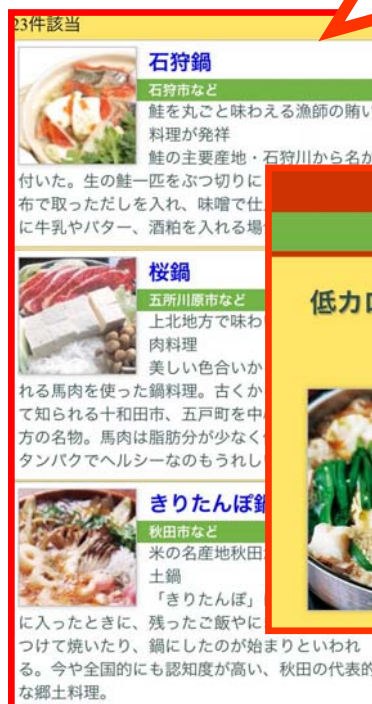 23件該当
石狩鍋
石狩市など
鮭を丸ごと味わえる漁師の賄い
料理が発祥
鮭の主要産地・石狩川から名が
付いた。生の鮭一匹をぶつ切りに
布で取っただしを入れ、味噌で仕
に牛乳やバター、酒粕を入れる場
桜鍋
五所川原市など
上北地方で味わ
肉料理
美しい色合いか
れる馬肉を使った鍋料理。古くか
て知られる十和田市、五戸町を中
方の名物。馬肉は脂肪分が少なく
タンパクでヘルシーなのもうれし
きりたんぽ鍋
秋田市など
米の名産地秋田
土鍋
「きりたんぽ」
に入ったときに、残ったご飯やに
つけて焼いたり、鍋にしたのが始まりといわれ
る。今や全国的にも認知度が高い、秋田の代表的
な郷土料理。
低カロ